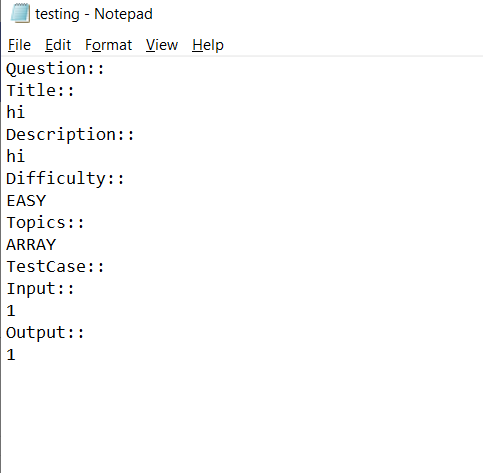 testing - Notepad
File Edit Format View Help
Question::
Title::
hi
Description::
hi
Difficulty::
EASY
Topics::
ARRAY
TestCase::
Input::
1
Output::
1